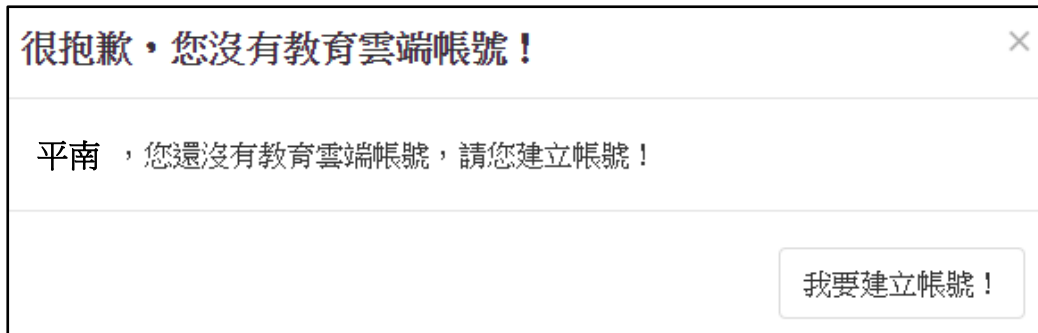 很抱歉，您沒有教育雲端帳號！
平南 ，您還沒有教育雲端帳號，請您建立帳號！
我要建立帳號！